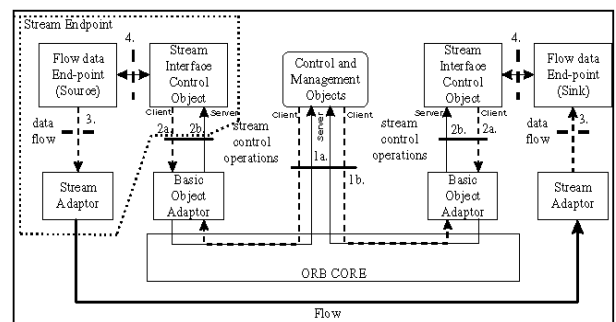 Stream Endpoint
4.
Flow data
End-point
(Source)
Stream
Interface
Control
Object
Control and
Management
Objects
Stream
Interface
Control
Object
4.
Flow data
End-point
(Sink)
Client
Server
Client
Server
Client
Server
Client
3.
data
flow
2a.
2b.
stream
control
operations
1a.
1b.
stream
control
operations
2b.
2a.
data
flow
3.
Stream
Adaptor
Basic
Object
Adaptor
Basic
Object
Adaptor
Stream
Adaptor
ORB CORE
Flow